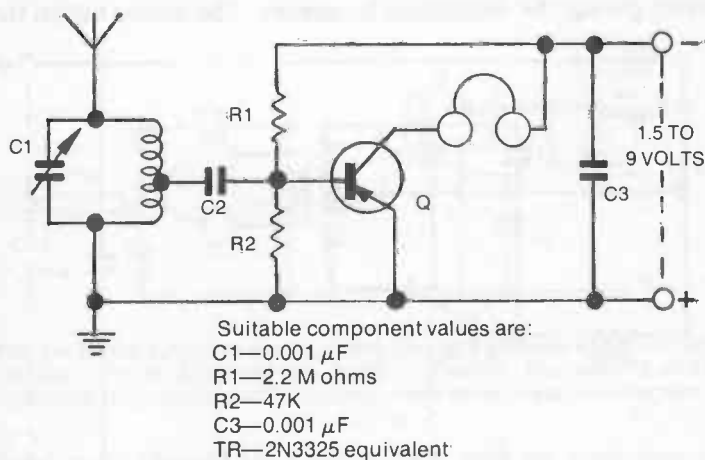 C1
R1
C2
R2
Q
C3
1.5 TO
9 VOLTS
−
+
Suitable component values are:
C1—0.001 μF
R1—2.2 M ohms
R2—47K
C3—0.001 μF
TR—2N3325 equivalent